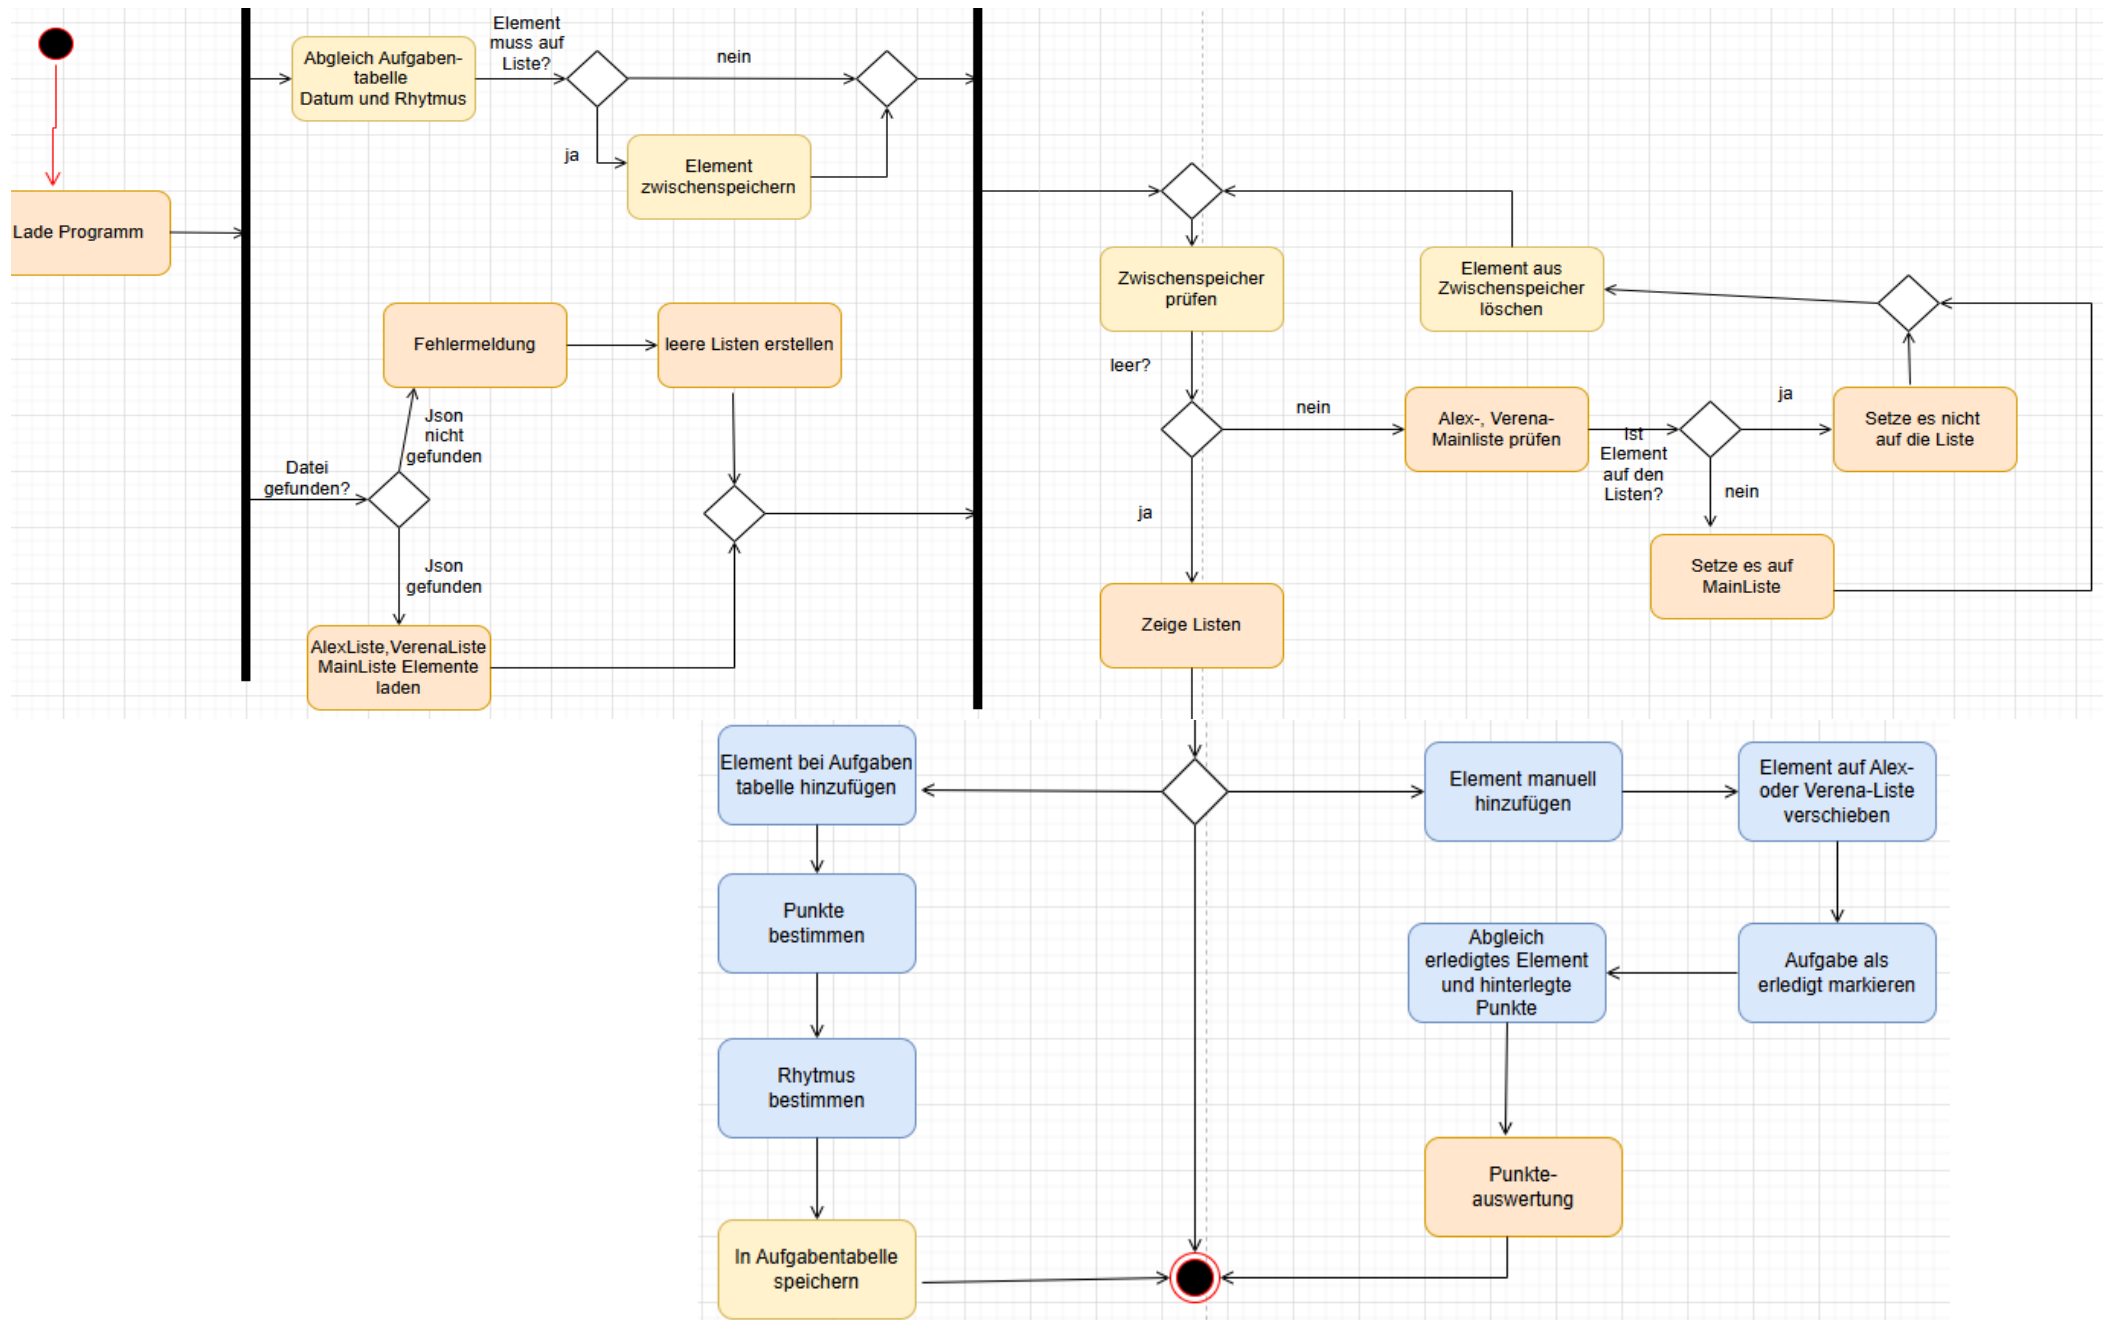 Element
muss auf
Liste?
nein
Abgleich Aufgaben-
tabelle
Datum und Rhytmus
ja
Element
zwischenspeichern
Lade Programm
Fehlermeldung
leere Listen erstellen
Json
nicht
gefunden
Datei
gefunden?
Json
gefunden
AlexListe,VerenaListe
MainListe Elemente
laden
Zwischenspeicher
prüfen
Element aus
Zwischenspeicher
löschen
leer?
nein
Alex-, Verena-
Mainliste prüfen
Ist
Element
auf den
Listen?
ja
Setze es nicht
auf die Liste
nein
Setze es auf
MainListe
ja
Zeige Listen
Element bei Aufgaben
tabelle hinzufügen
Element manuell
hinzufügen
Element auf Alex-
oder Verena-Liste
verschieben
Punkte
bestimmen
Abgleich
erledigtes Element
und hinterlegte
Punkte
Aufgabe als
erledigt markieren
Rhytmus
bestimmen
Punkte-
auswertung
In Aufgabentabelle
speichern